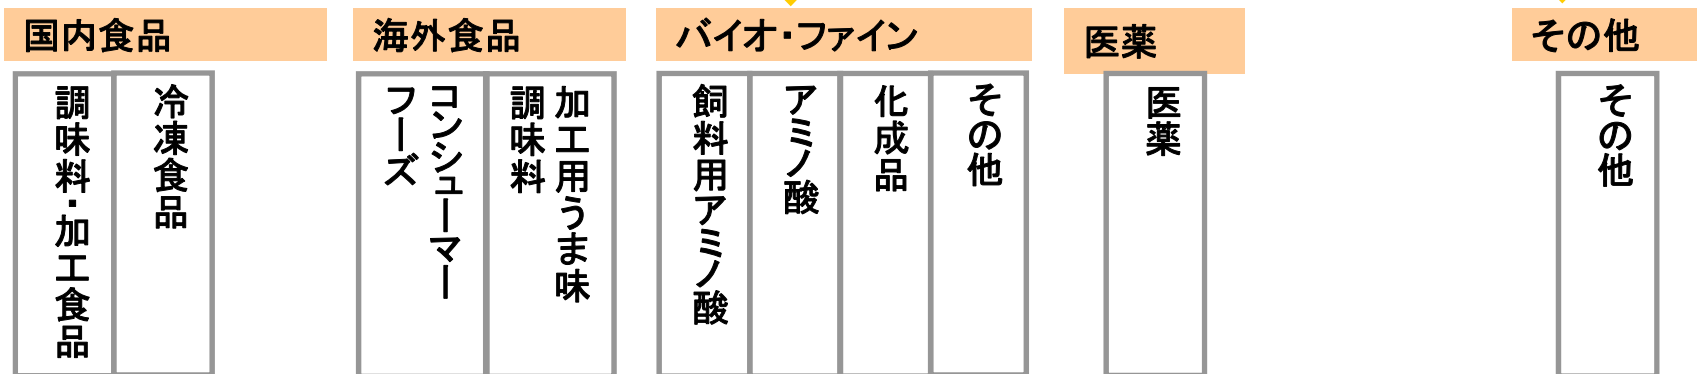 国内食品
調味料・加工食品
冷凍食品
海外食品
コンシューマー
フーズ
加工用うま味
調味料
バイオ・ファイン
飼料用アミノ酸
アミノ酸
化成品
その他
医薬
医薬
その他
その他